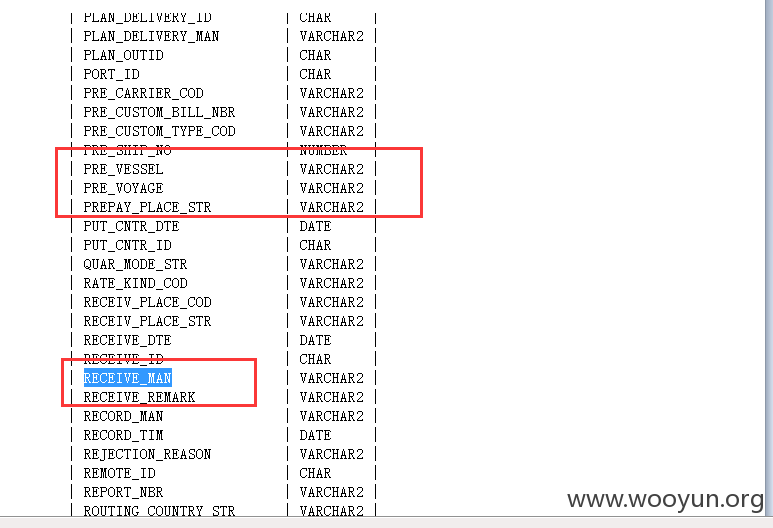 | PLAN_DELIVERY_ID | CHAR |
| PLAN_DELIVERY_MAN | VARCHAR2 |
| PLAN_OUTID | CHAR |
| PORT_ID | CHAR |
| PRE_CARRIER_COD | VARCHAR2 |
| PRE_CUSTOM_BILL_NBR | VARCHAR2 |
| PRE_CUSTOM_TYPE_COD | VARCHAR2 |
| PRE_SHIP_NO | NUMBER |
| PRE_VESSEL | VARCHAR2 |
| PRE_VOYAGE | VARCHAR2 |
| PREPAY_PLACE_STR | VARCHAR2 |
| PUT_CNTR_DTE | DATE |
| PUT_CNTR_ID | CHAR |
| QUAR_MODE_STR | VARCHAR2 |
| RATE_KIND_COD | VARCHAR2 |
| RECEIV_PLACE_COD | VARCHAR2 |
| RECEIV_PLACE_STR | VARCHAR2 |
| RECEIVE_DTE | DATE |
| RECEIVE_ID | CHAR |
| RECEIVE_MAN | VARCHAR2 |
| RECEIVE_REMARK | VARCHAR2 |
| RECORD_MAN | VARCHAR2 |
| RECORD_TIM | DATE |
| REJECTION_REASON | VARCHAR2 |
| REMOTE_ID | CHAR |
| REPORT_NBR | VARCHAR2 |
| ROUTING_COUNTRY_STR | VARCHAR2 |
www.wooyun.org